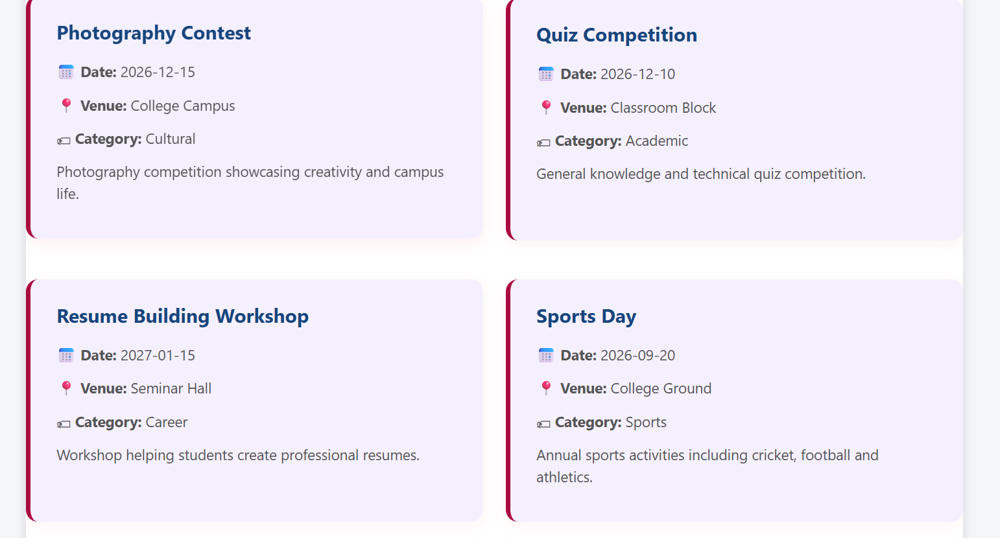 Photography Contest
Date: 2026-12-15
Venue: College Campus
Category: Cultural
Photography competition showcasing creativity and campus
life.
Quiz Competition
Date: 2026-12-10
Venue: Classroom Block
Category: Academic
General knowledge and technical quiz competition.
Resume Building Workshop
Date: 2027-01-15
Venue: Seminar Hall
Category: Career
Workshop helping students create professional resumes.
Sports Day
Date: 2026-09-20
Venue: College Ground
Category: Sports
Annual sports activities including cricket, football and
athletics.